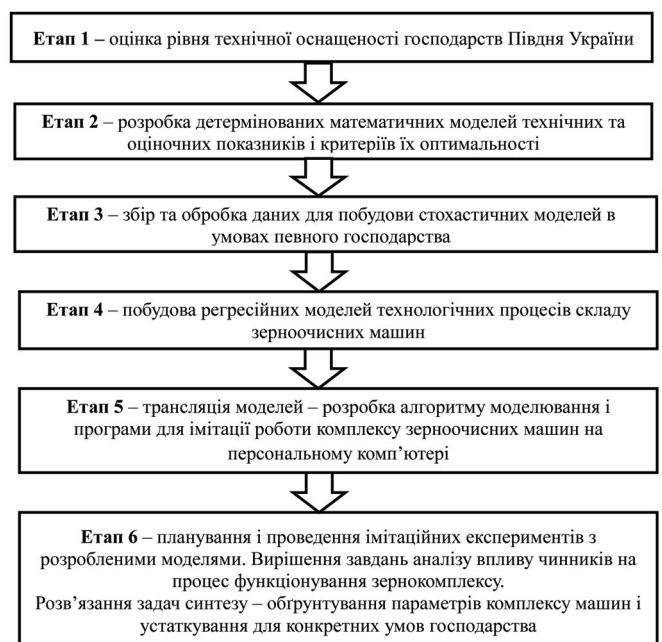 Етап 1 – оцінка рівня технічної оснащеності господарств Півдня України
Етап 2 – розробка детермінованих математичних моделей технічних та
оціночних показників і критеріїв їх оптимальності
Етап 3 – збір та обробка даних для побудови стохастичних моделей в
умовах певного господарства
Етап 4 – побудова регресійних моделей технологічних процесів складу
зерноочисних машин
Етап 5 – трансляція моделей – розробка алгоритму моделювання і
програми для імітації роботи комплексу зерноочисних машин на
персональному комп’ютері
Етап 6 – планування і проведення імітаційних експериментів з
розробленими моделями. Вирішення завдань аналізу впливу чинників на
процес функціонування зернокомплексу.
Розв’язання задач синтезу – обґрунтування параметрів комплексу машин і
устаткування для конкретних умов господарства